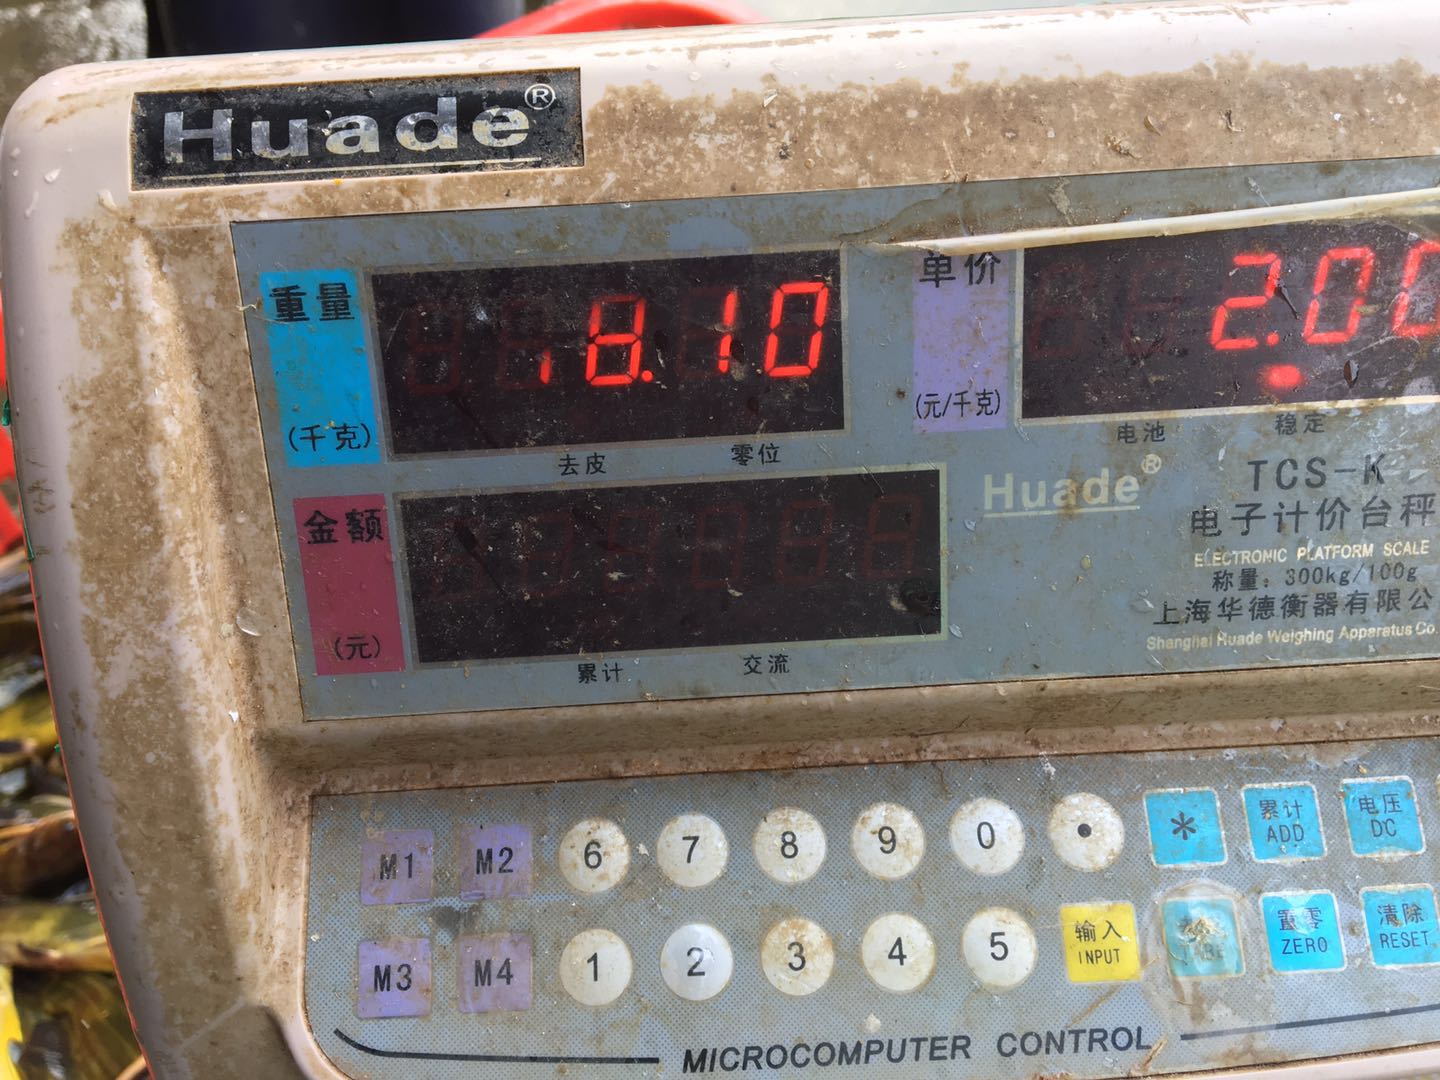 Huade®
重量
18.10
单价
2.00
(千克)
(元/千克)
去皮
零位
电池
稳定
金额
Huade®
TCS-K
电子计价台秤
ELECTRONIC PLATFORM SCALE
称量：300kg/100g
上海华德衡器有限公
Shanghai Huade Weighing Apparatus Co.
(元)
累计
交流
M1 M2 6 7 8 9 0 • * 累计 ADD 电压 DC
M3 M4 1 2 3 4 5 输入 INPUT 置零 ZERO 清除 RESET
MICROCOMPUTER CONTROL